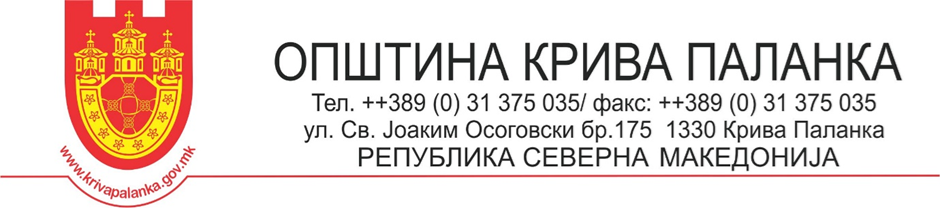 ОПШТИНА КРИВА ПАЛАНКА
Тел. ++389 (0) 31 375 035/ факс: ++389 (0) 31 375 035
ул. Св. Јоаким Осоговски бр.175 1330 Крива Паланка
РЕПУБЛИКА СЕВЕРНА МАКЕДОНИЈА
www.krivapalanka.gov.mk